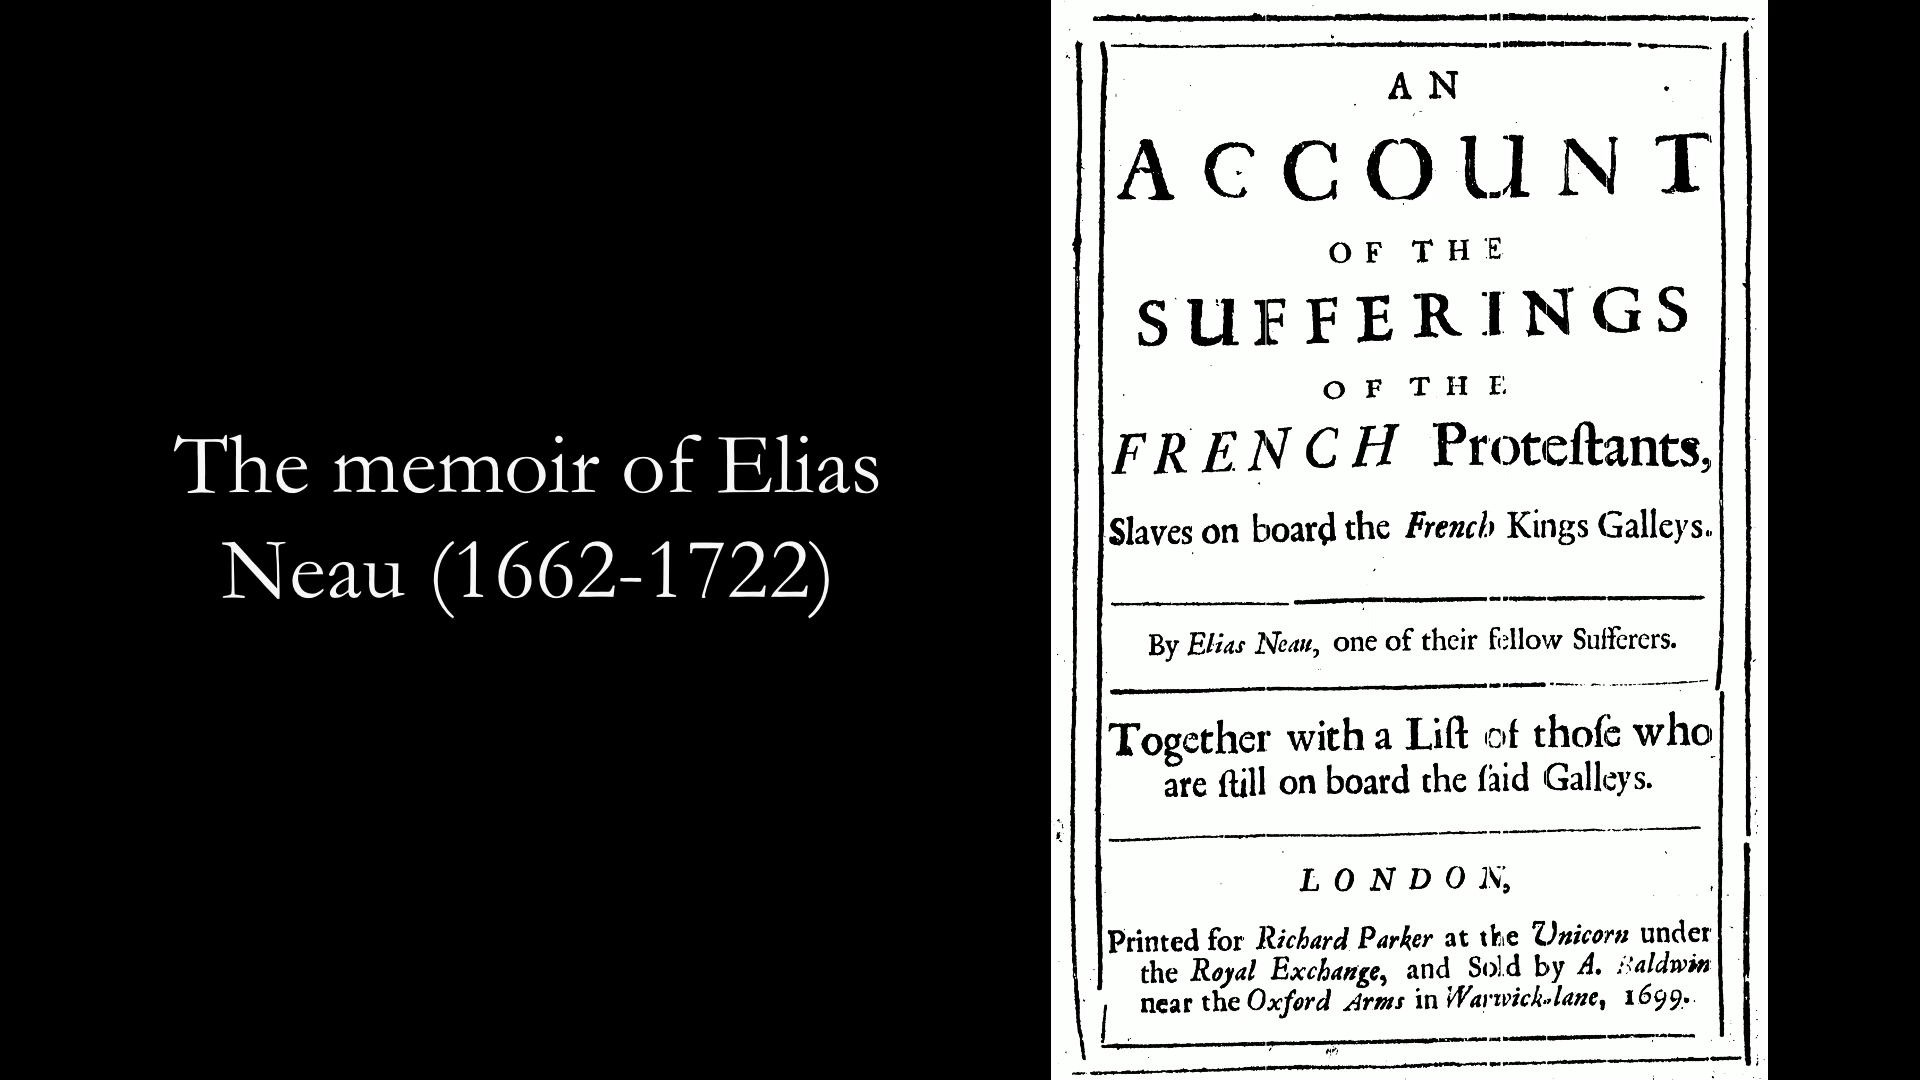 The memoir of Elias
Neau (1662-1722)
AN
ACCOUNT
OF THE
SUFFERINGS
OF THE
FRENCH Proteſtants,
Slaves on board the French Kings Galleys.
By Elias Neau, one of their fellow Sufferers.
Together with a Liſt of thoſe who
are ſtill on board the ſaid Galleys.
LONDON,
Printed for Richard Parker at the Unicorn under
the Royal Exchange, and Sold by A. Baldwin
near the Oxford Arms in Warwick-lane, 1699.